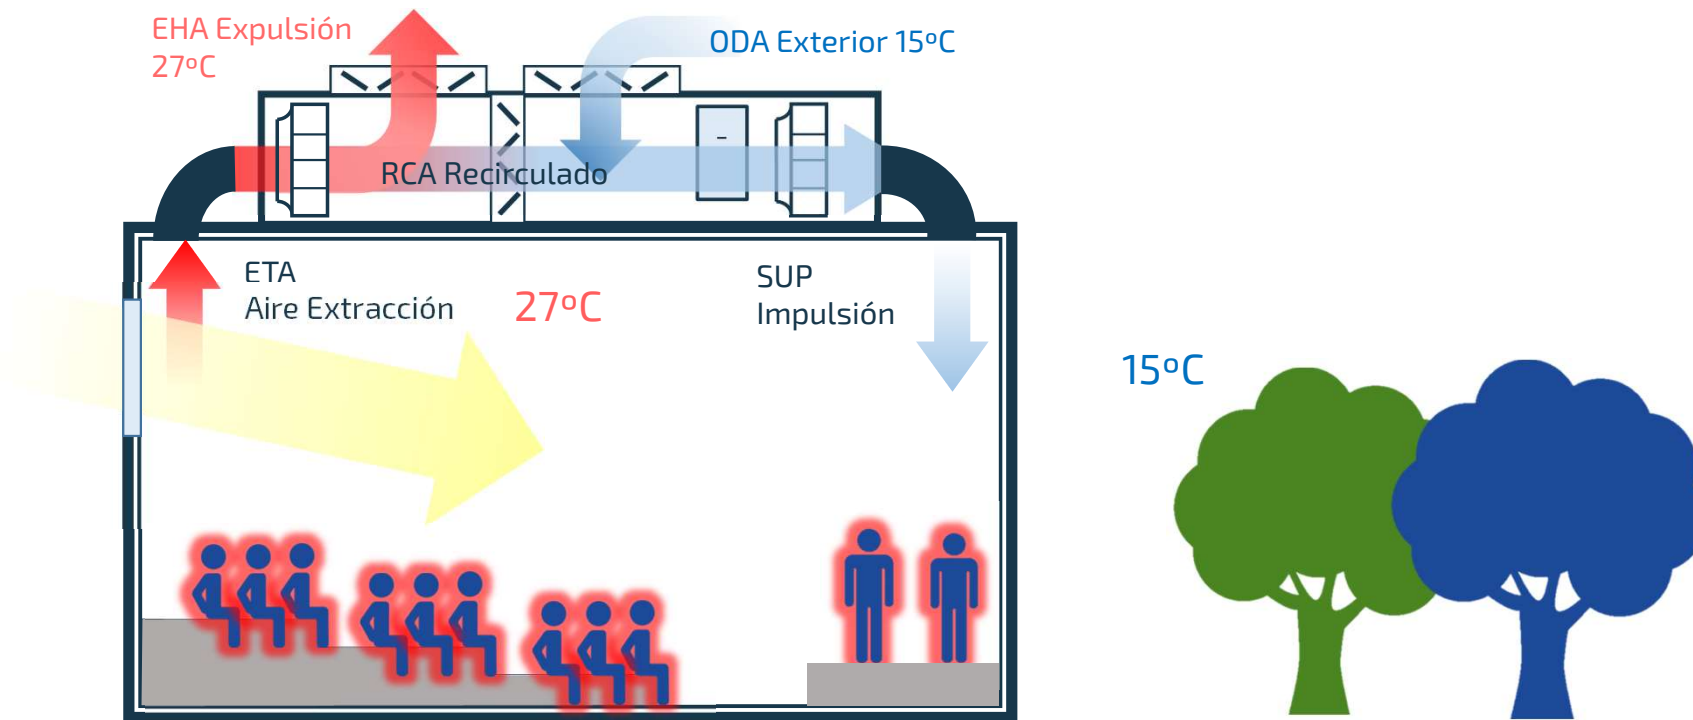 EHA Expulsión
27ºC
ODA Exterior 15ºC
-
RCA Recirculado
ETA
Aire Extracción
27ºC
SUP
Impulsión
15ºC